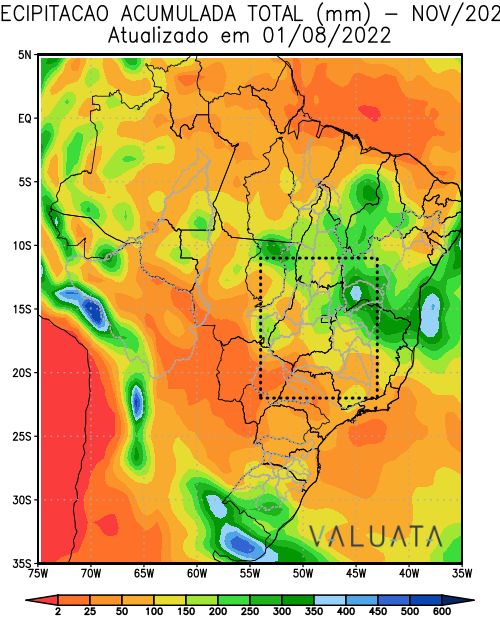 ECIPITACAO ACUMULADA TOTAL (mm) – NOV/202
Atualizado em 01/08/2022
5N
EQ
5S
10S
15S
20S
25S
30S
35S
VALUATA
75W 70W 65W 60W 55W 50W 45W 40W 35W
2 25 50 100 150 200 250 300 350 400 450 500 600